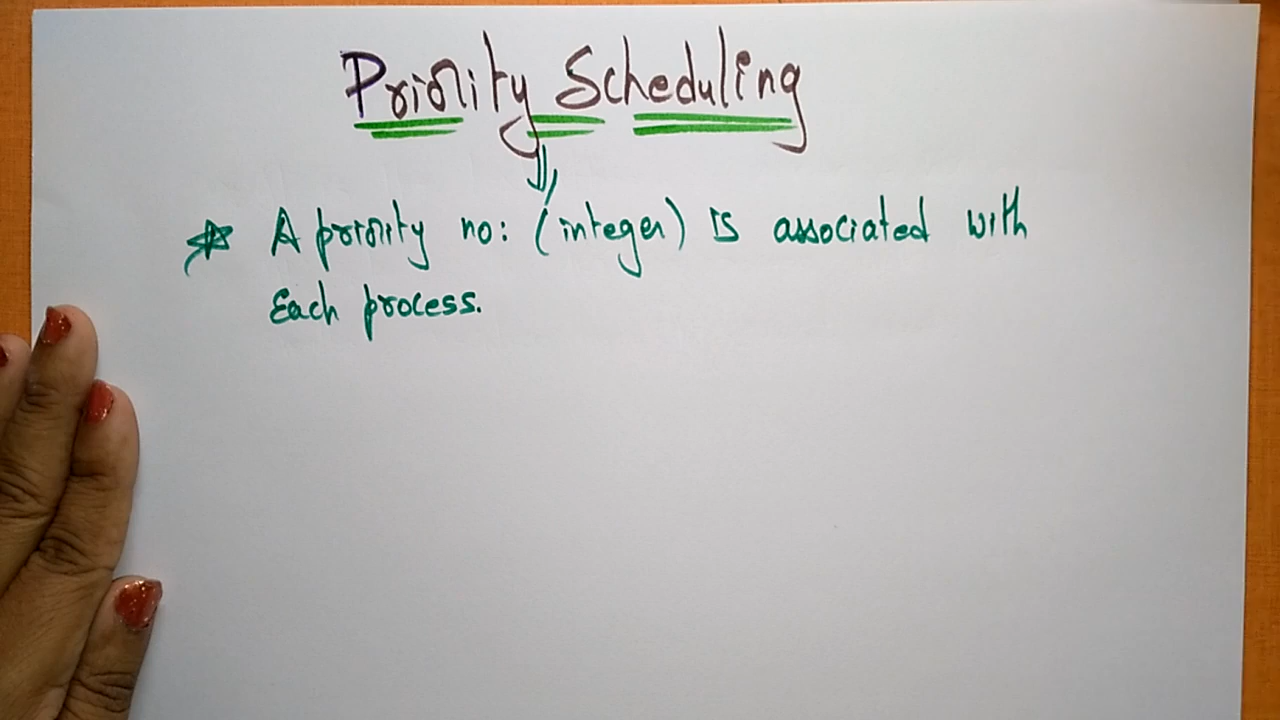 Priority Scheduling
A priority no: (integer) is associated with
Each process.